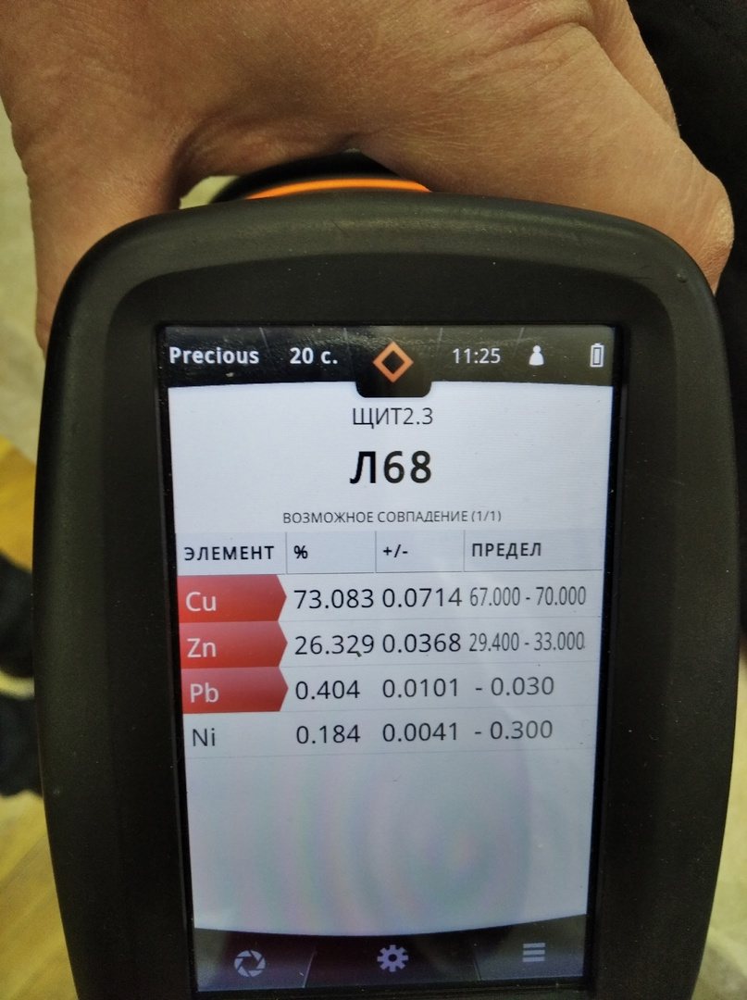 Precious 20 с. 11:25
ЩИТ2.3
Л68
ВОЗМОЖНОЕ СОВПАДЕНИЕ (1/1)
ЭЛЕМЕНТ % +/- ПРЕДЕЛ
Cu 73.083 0.0714 67.000 - 70.000
Zn 26.329 0.0368 29.400 - 33.000
Pb 0.404 0.0101 - 0.030
Ni 0.184 0.0041 - 0.300